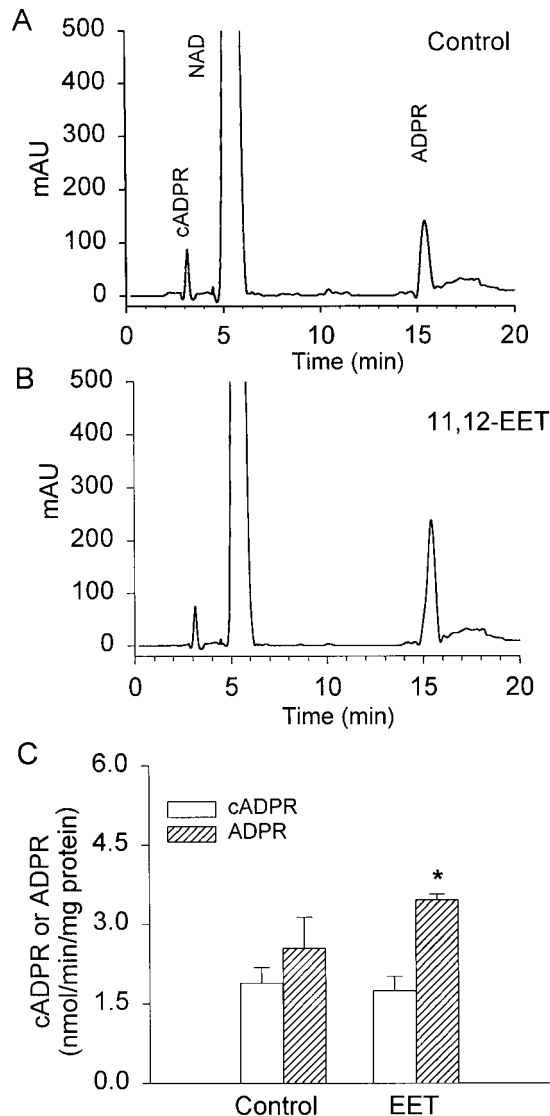 A
500
400
300
200
100
0
mAU
cADPR
NAD
ADPR
Control
0 5 10 15 20
Time (min)
B
500
400
300
200
100
0
mAU
11,12-EET
0 5 10 15 20
Time (min)
C
6.0
4.5
3.0
1.5
0.0
cADPR or ADPR
(nmol/min/mg protein)
cADPR
ADPR
*
Control EET